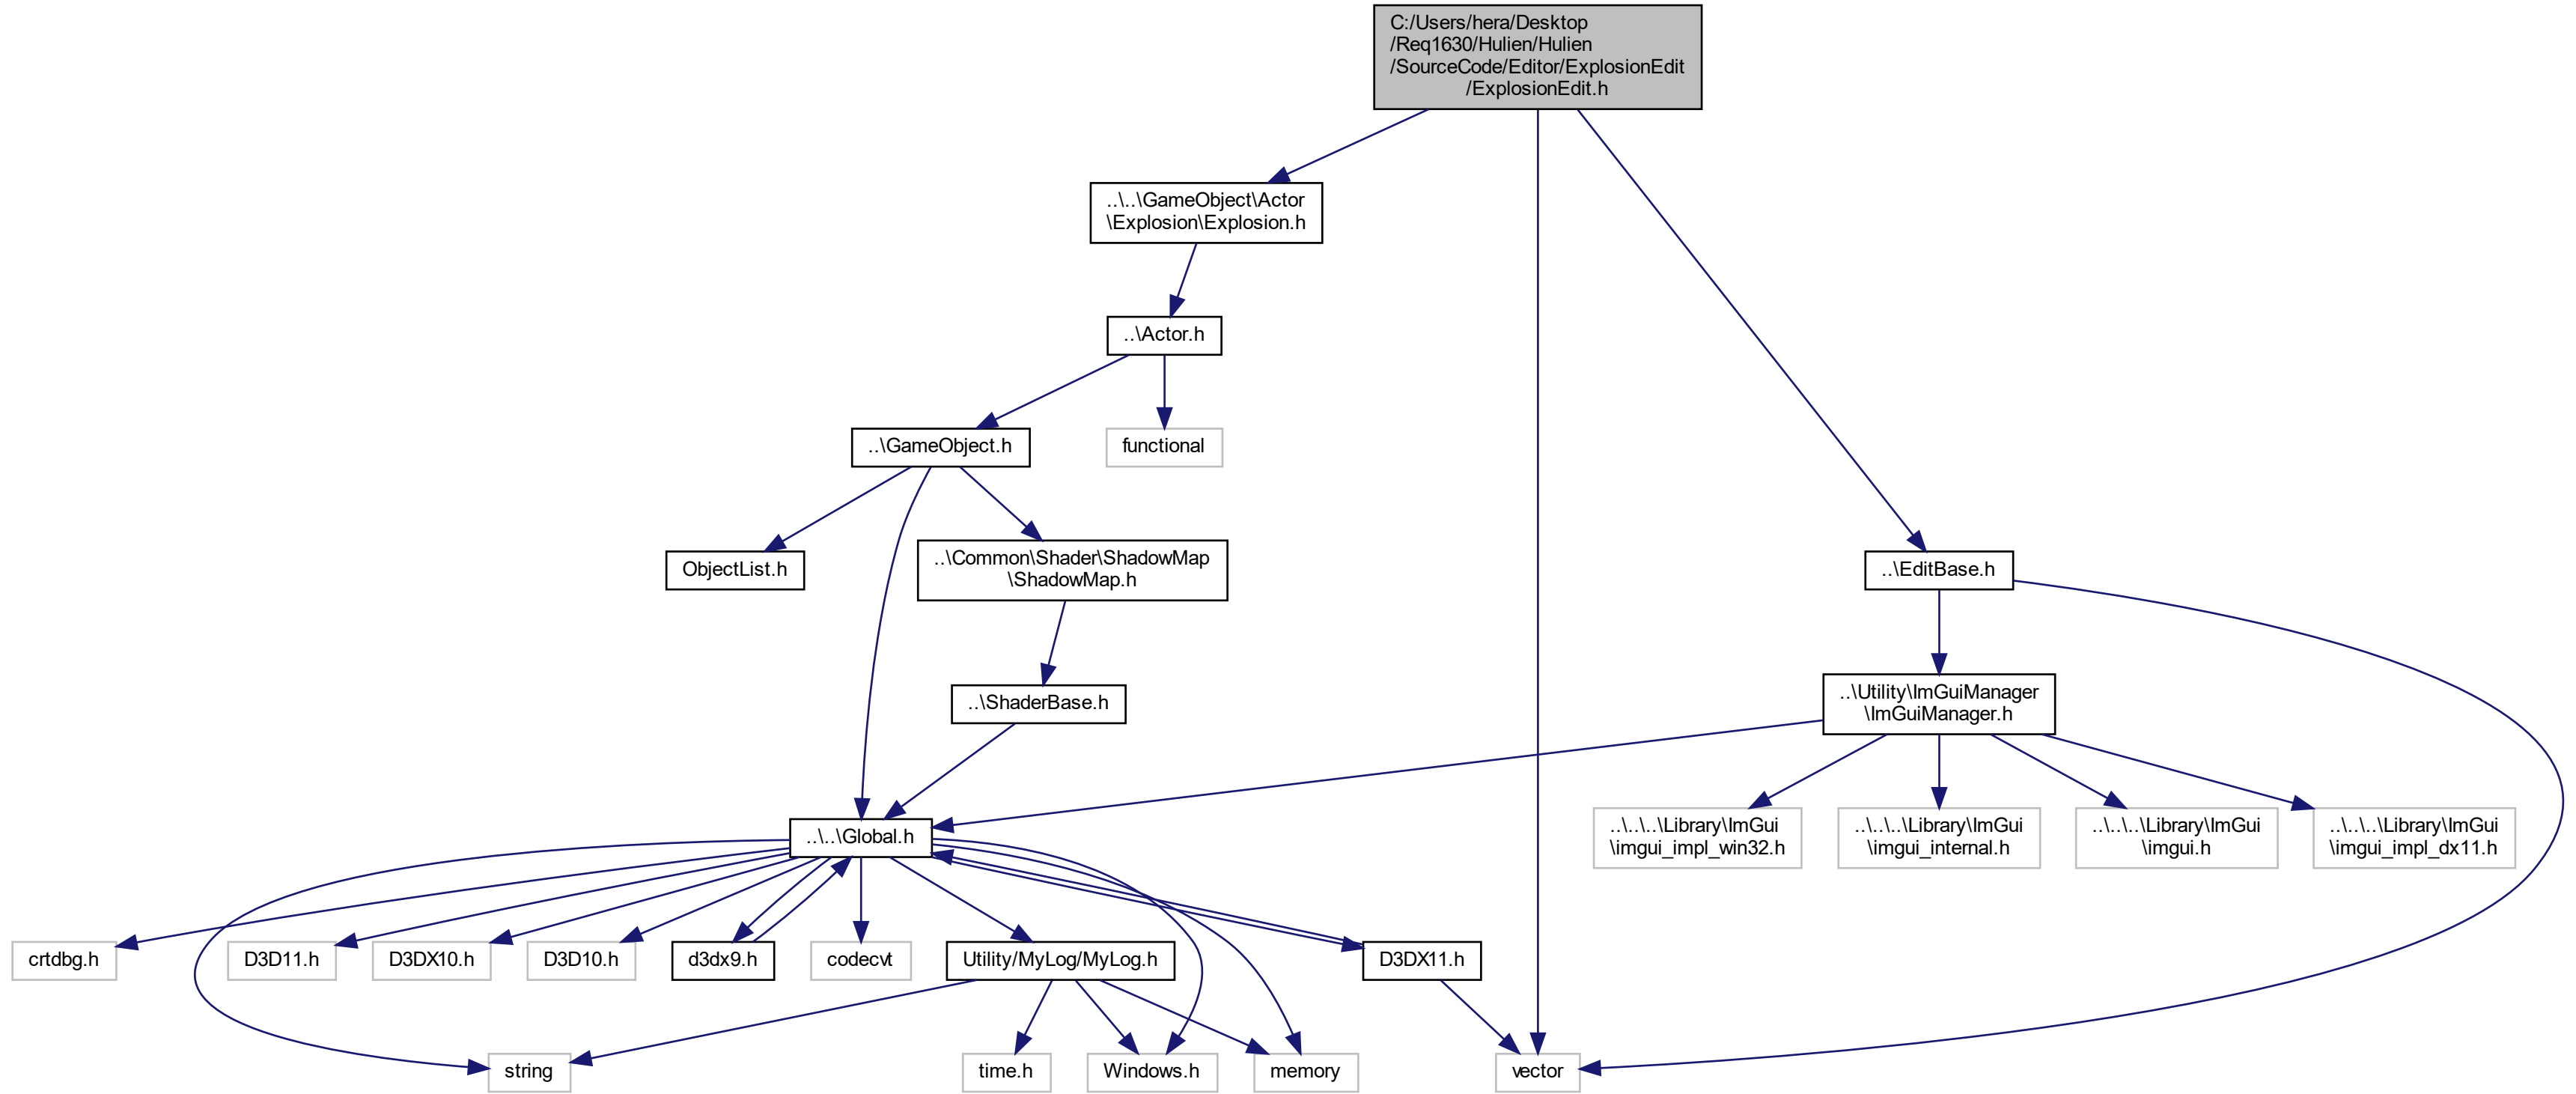 C:/Users/hera/Desktop
/Req1630/Hulien/Hulien
/SourceCode/Editor/ExplosionEdit
/ExplosionEdit.h
..\..\GameObject\Actor
\Explosion\Explosion.h
..\Actor.h
..\GameObject.h
functional
ObjectList.h
..\Common\Shader\ShadowMap
\ShadowMap.h
..\EditBase.h
..\ShaderBase.h
..\Utility\ImGuiManager
\ImGuiManager.h
..\..\Global.h
..\..\..\Library\ImGui
\imgui_impl_win32.h
..\..\..\Library\ImGui
\imgui_internal.h
..\..\..\Library\ImGui
\imgui.h
..\..\..\Library\ImGui
\imgui_impl_dx11.h
crtdbg.h
D3D11.h
D3DX10.h
D3D10.h
d3dx9.h
codecvt
Utility/MyLog/MyLog.h
D3DX11.h
string
time.h
Windows.h
memory
vector